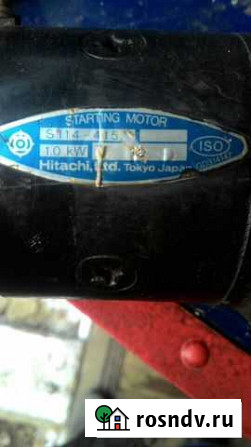 STARTING MOTOR
S114-415
1.0 kW
ISO
Hitachi, Ltd. Tokyo Japan
rosndv.ru